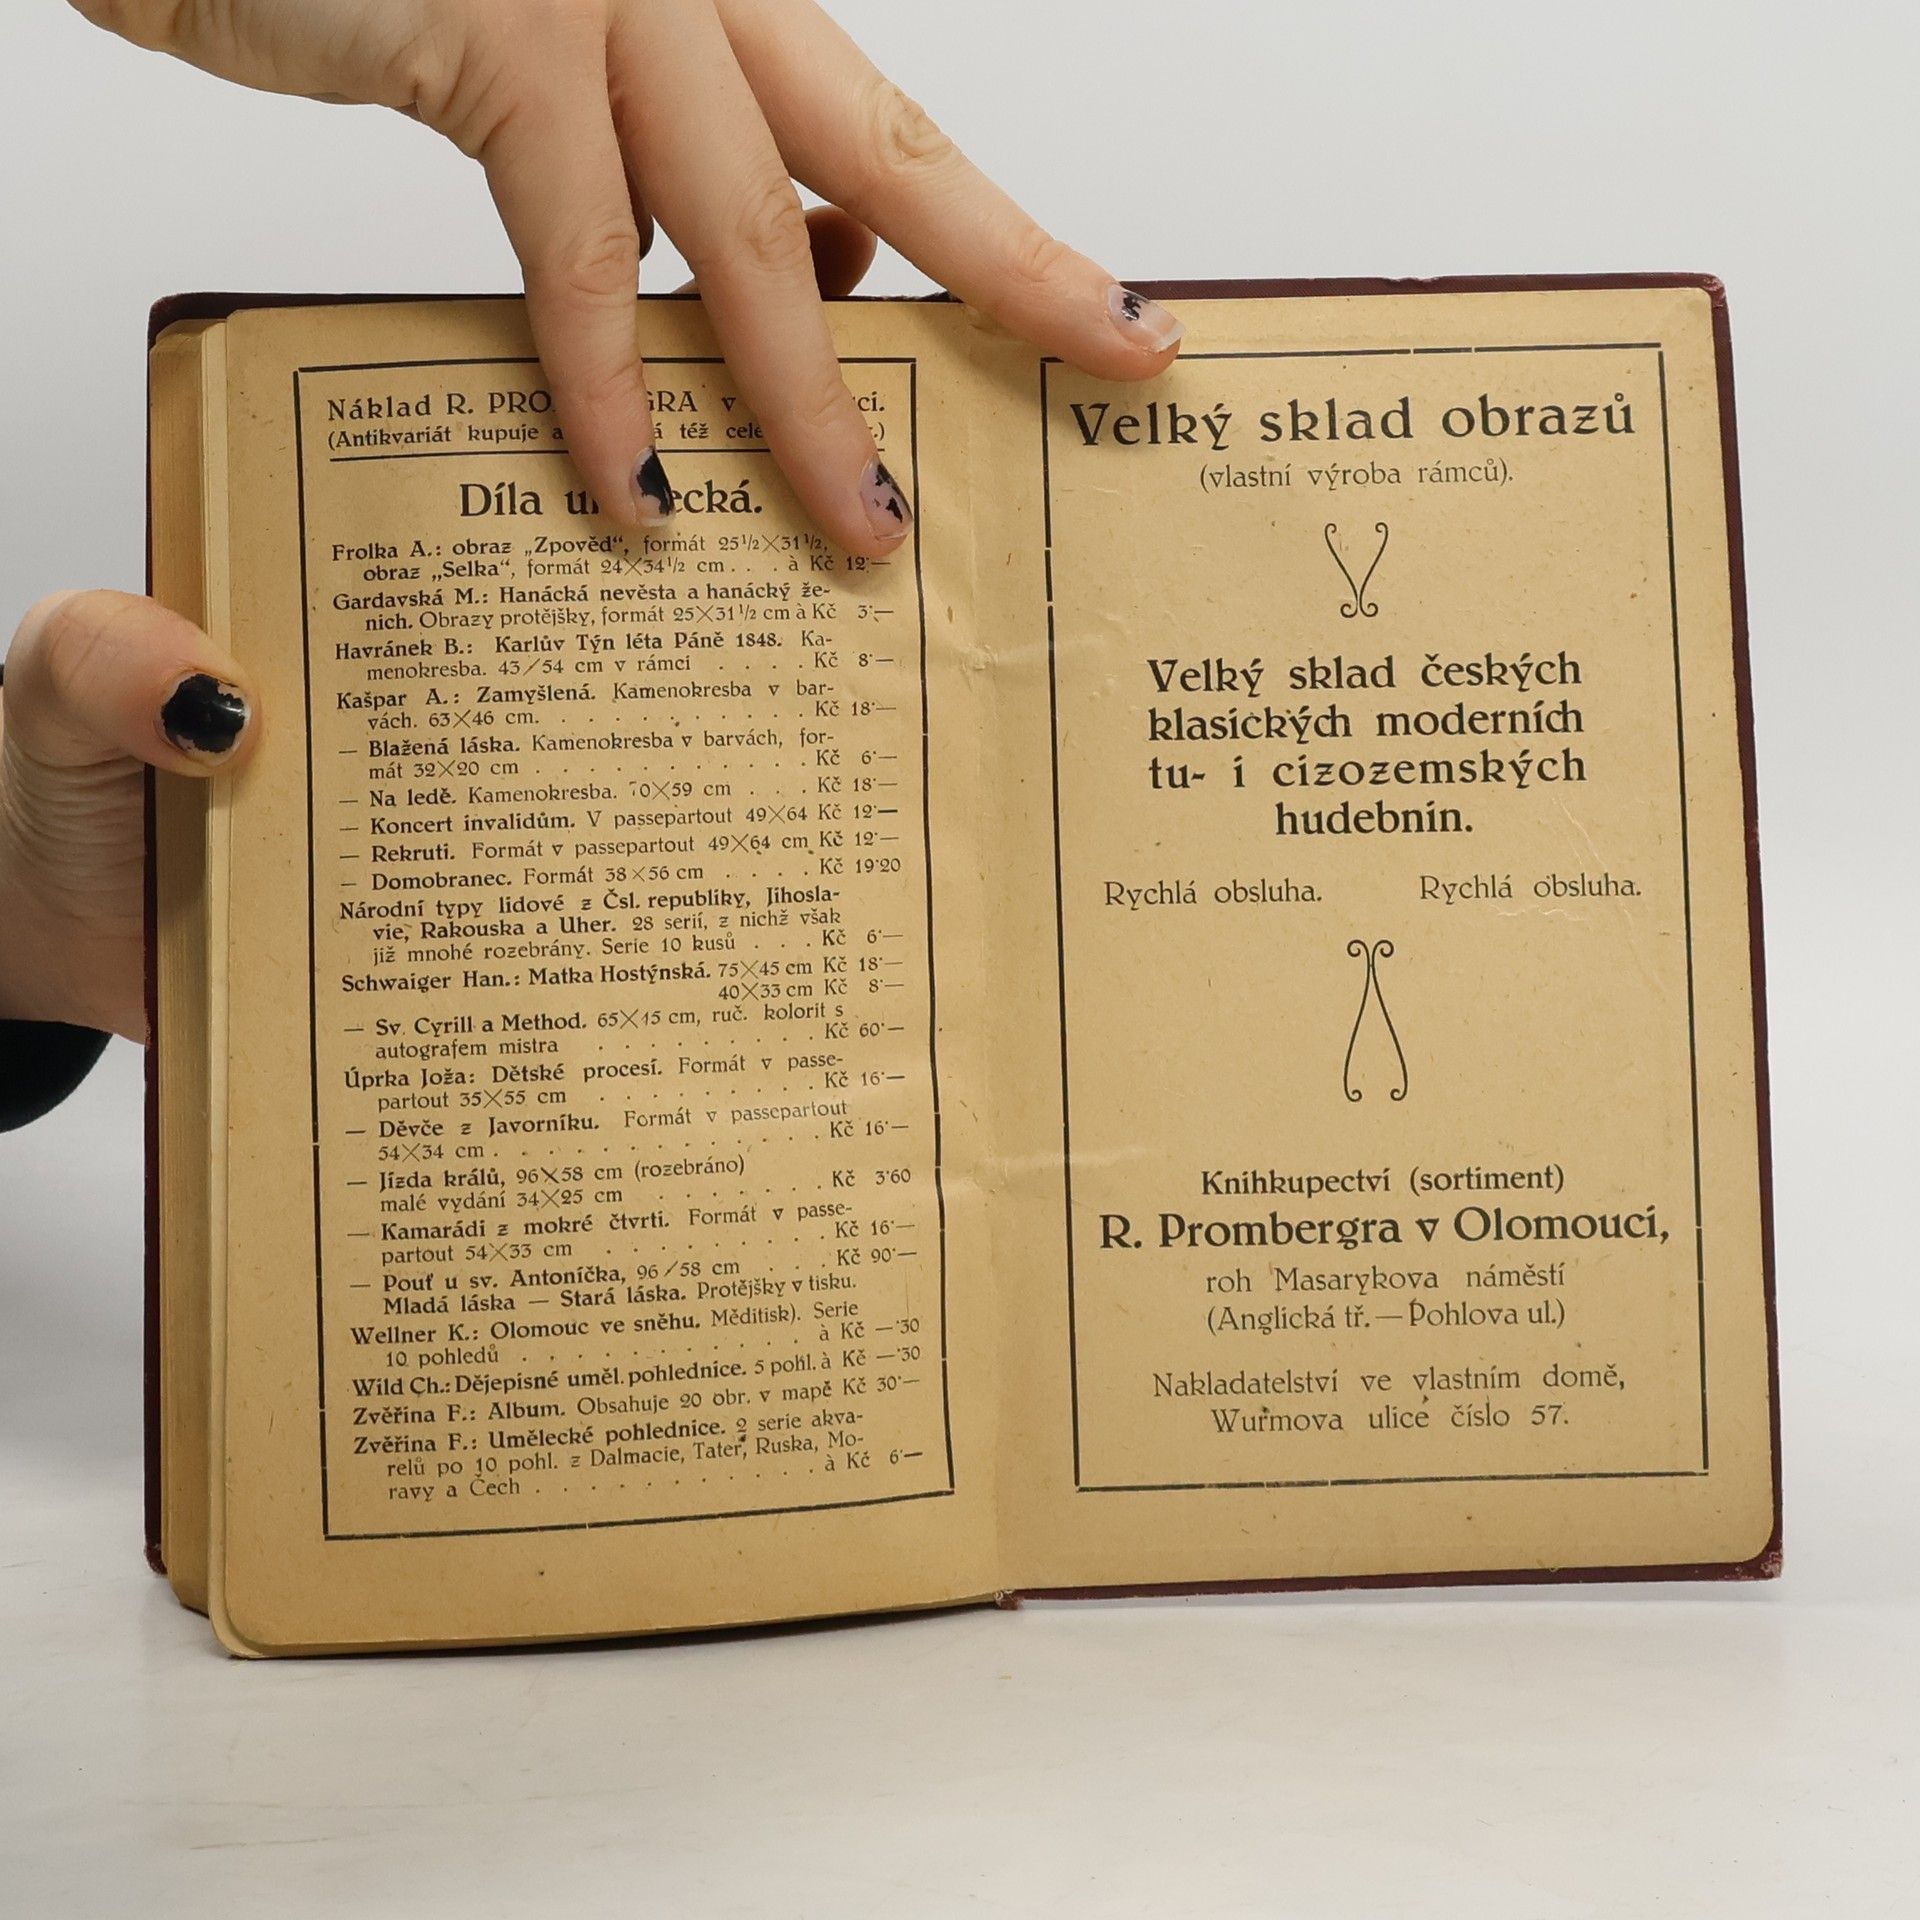 Náklad R. v
(Antikvariát kupuje též
Díla
Frolka A.: obraz „Zpověd“, formát 25½×31½,
obraz „Selka“, formát 24×34½ cm . . . à Kč 12·—
Gardavská M.: Hanácká nevěsta a hanácký že-
nich. Obrazy protějšky, formát 25×31½ cm à Kč 3·—
Havránek B.: Karlův Týn léta Páně 1848. Ka-
menokresba. 43/54 cm v rámci . . . . Kč 8·—
Kašpar A.: Zamyšlená. Kamenokresba v bar-
vách. 63×46 cm. . . . . . . . . . . Kč 18·—
— Blažená láska. Kamenokresba v barvách, for-
mát 32×20 cm . . . . . . . . . . . Kč 6·—
— Na ledě. Kamenokresba. 70×59 cm . . . Kč 18·—
— Koncert invalidům. V passepartout 49×64 Kč 12·—
— Rekruti. Formát v passepartout 49×64 cm Kč 12·—
— Domobranec. Formát 38×56 cm . . . . Kč 19·20
Národní typy lidové z Čsl. republiky, Jihosla-
vie, Rakouska a Uher. 28 serií, z nichž však
již mnohé rozebrány. Serie 10 kusů . . . Kč 6·—
Schwaiger Han.: Matka Hostýnská. 75×45 cm Kč 18·—
40×33 cm Kč 8·—
— Sv. Cyrill a Method. 65×45 cm, ruč. kolorit s
autografem mistra . . . . . . . . . Kč 60·—
Úprka Joža: Dětské procesí. Formát v passe-
partout 35×55 cm . . . . . . . . . Kč 16·—
— Děvče z Javorníku. Formát v passepartout
54×34 cm . . . . . . . . . . . . . Kč 16·—
— Jízda králů, 96×58 cm (rozebráno)
malé vydání 34×25 cm . . . . . . . Kč 3·60
— Kamarádi z mokré čtvrti. Formát v passe-
partout 54×33 cm . . . . . . . . . Kč 16·—
— Pouť u sv. Antoníčka, 96/58 cm . . . Kč 90·—
Mladá láska — Stará láska. Protějšky v tisku.
Wellner K.: Olomouc ve sněhu. Měditisk). Serie
10 pohledů . . . . . . . . . . . à Kč —·30
Wild Ch.: Dějepisné uměl. pohlednice. 5 pohl. à Kč —·30
Zvěřina F.: Album. Obsahuje 20 obr. v mapě Kč 30·—
Zvěřina F.: Umělecké pohlednice. 2 serie akva-
relů po 10 pohl. z Dalmacie, Tater, Ruska, Mo-
ravy a Čech . . . . . . . . . . . à Kč 6·—
Velký sklad obrazů
(vlastní výroba rámců).
Velký sklad českých
klasických moderních
tu- i cizozemských
hudebnin.
Rychlá obsluha. Rychlá obsluha.
Knihkupectví (sortiment)
R. Prombergra v Olomouci,
roh Masarykova náměstí
(Anglická tř. — Pohlova ul.)
Nakladatelství ve vlastním domě,
Wurmova ulice číslo 57.